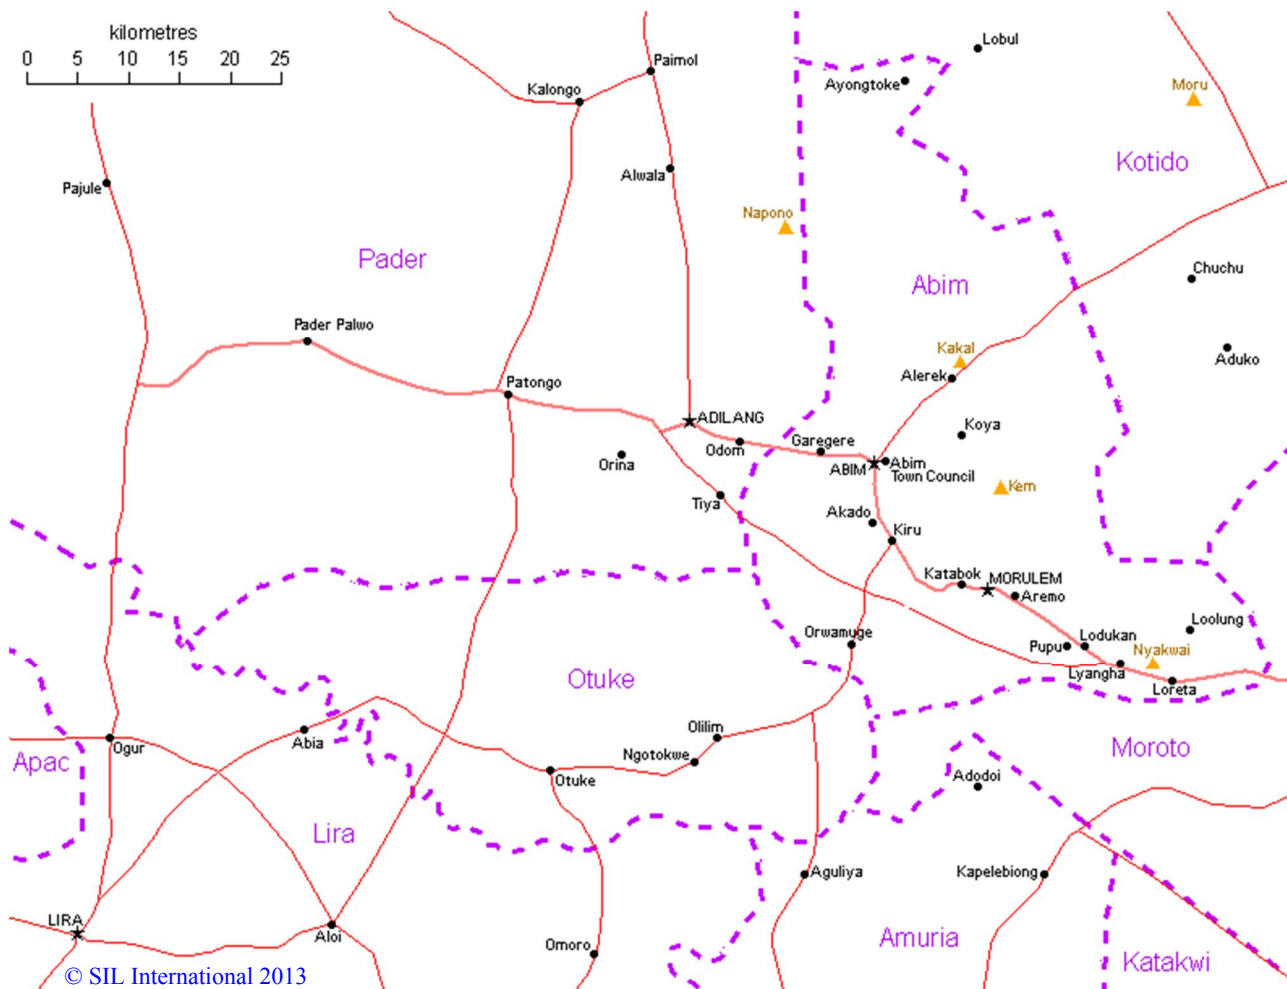 kilometres
0 5 10 15 20 25
Lobul
Paimol
Ayongtoke
Kalongo
Moru
Kotido
Alwala
Pajule
Napono
Pader
Abim
Chuchu
Pader Palwo
Kakal
Aduko
Alerek
Patongo
ADILANG
Koya
Garegere
Odom
Orina
ABIM
Abim
Town Council
Kem
Tiya
Akado
Kiru
Katabok
MORULEM
Aremo
Orwamuge
Loolung
Pupu
Lodukan
Nyakwai
Lyangha
Loreta
Otuke
Ogur
Abia
Olilim
Ngotokwe
Moroto
Apac
Otuke
Adodoi
Lira
Aguliya
Kapelebiong
LIRA
Aloi
Omoro
Amuria
Katakwi
© SIL International 2013